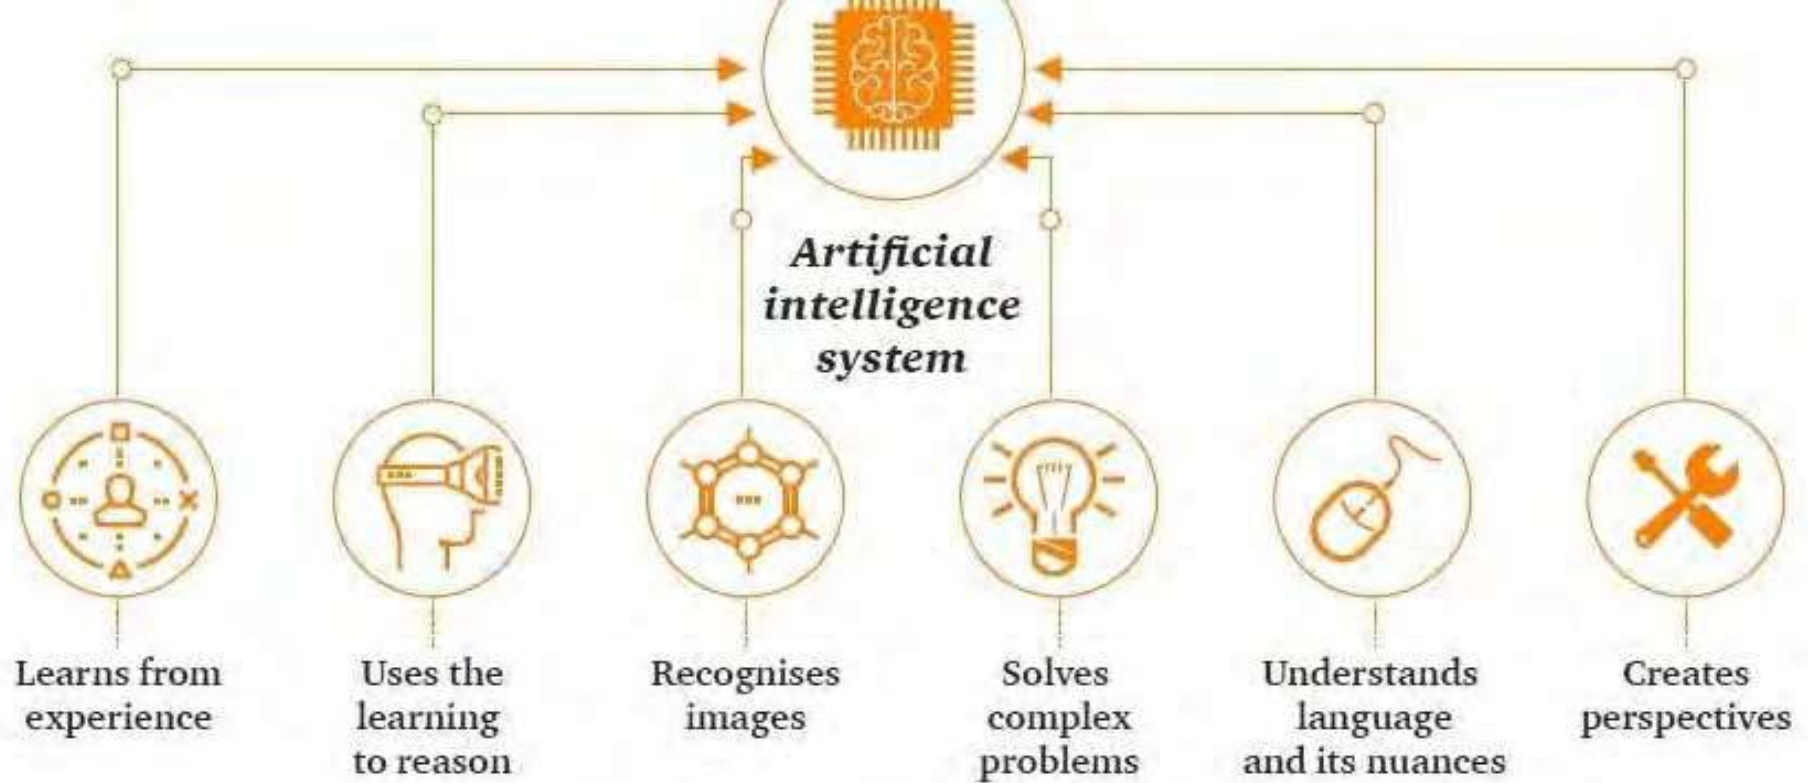 Artificial
intelligence
system
Learns from
experience
Uses the
learning
to reason
Recognises
images
Solves
complex
problems
Understands
language
and its nuances
Creates
perspectives